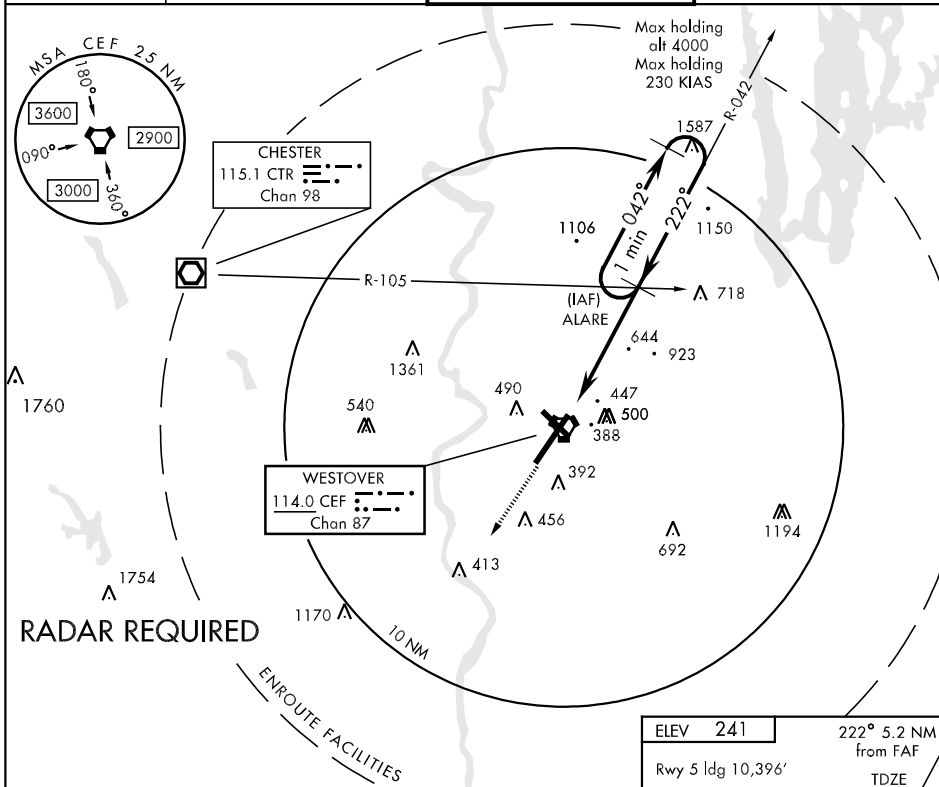 MSA CEF 25 NM
180°
3600
2900
090°
3000
360°
Max holding
alt 4000
Max holding
230 KIAS
R-042
1587
CHESTER
115.1 CTR
Chan 98
042°
222°
1 min
1150
1106
R-105
(IAF)
ALARE
718
644
923
1361
1760
490
447
540
500
388
WESTOVER
114.0 CEF
Chan 87
392
456
692
1194
413
1754
1170
RADAR REQUIRED
10 NM
ENROUTE FACILITIES
ELEV 241
222° 5.2 NM
from FAF
Rwy 5 ldg 10,396'
TDZE